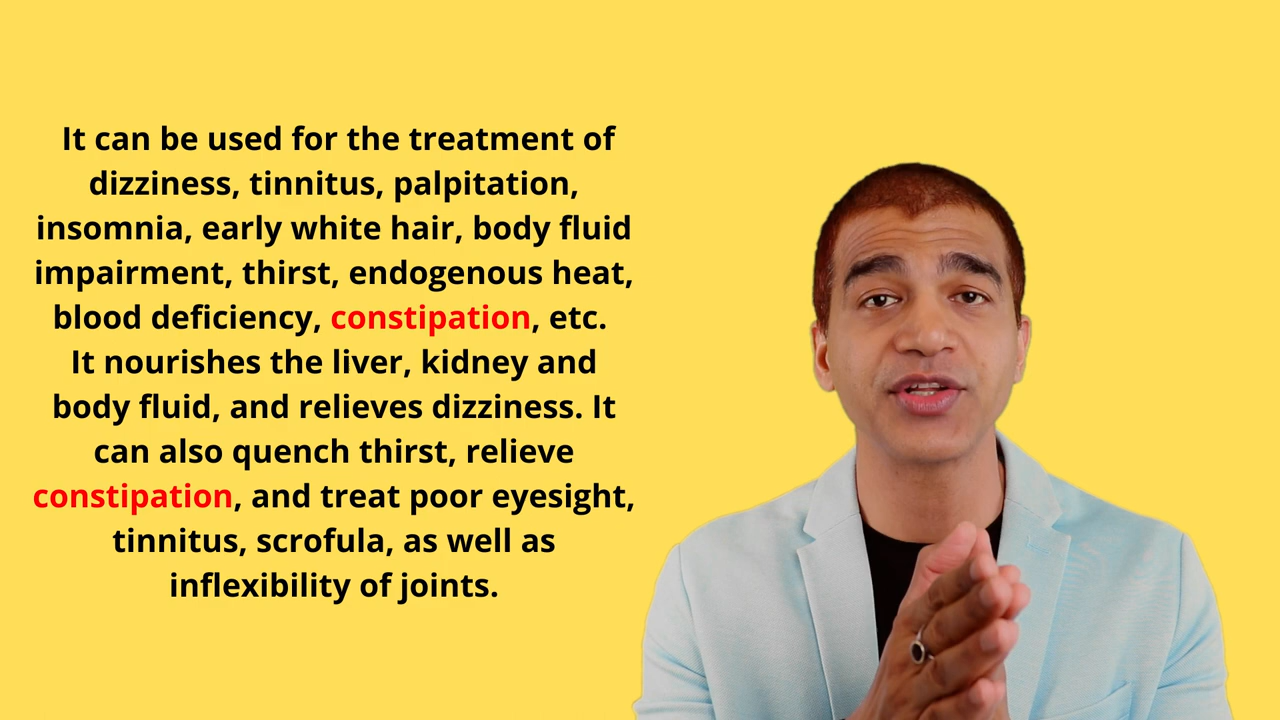 It can be used for the treatment of
dizziness, tinnitus, palpitation,
insomnia, early white hair, body fluid
impairment, thirst, endogenous heat,
blood deficiency, constipation, etc.
It nourishes the liver, kidney and
body fluid, and relieves dizziness. It
can also quench thirst, relieve
constipation, and treat poor eyesight,
tinnitus, scrofula, as well as
inflexibility of joints.